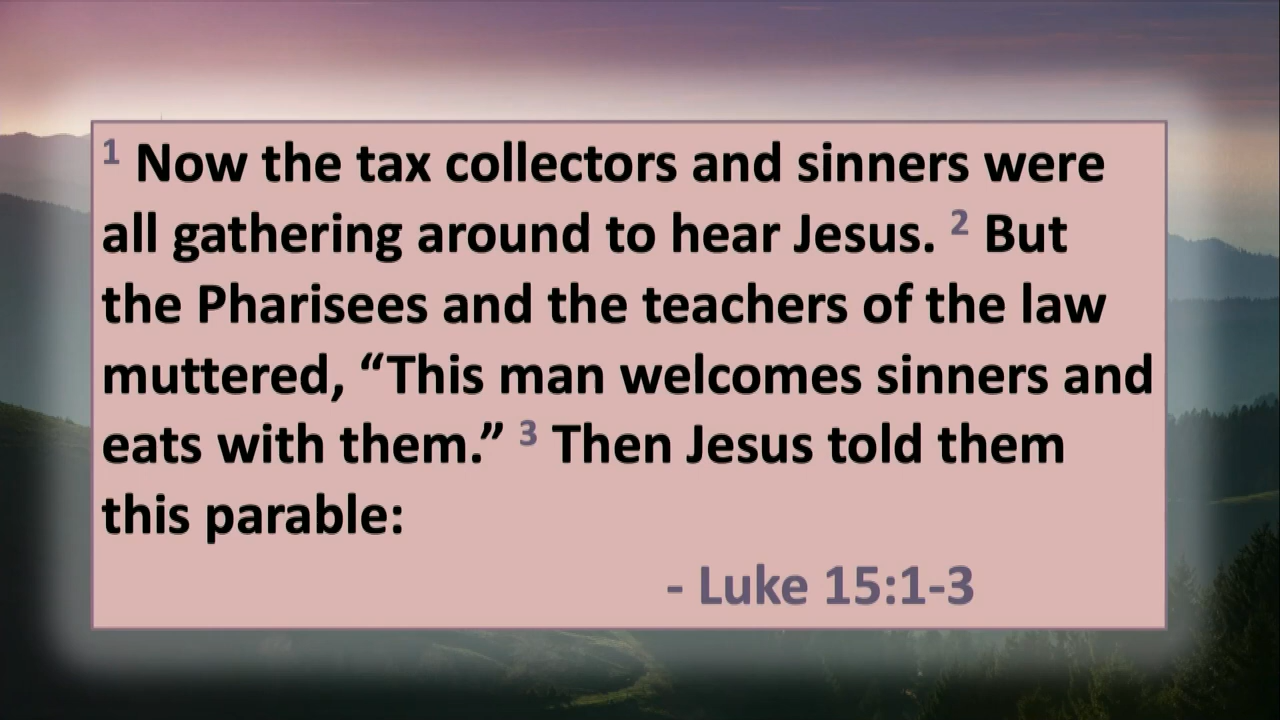 1 Now the tax collectors and sinners were
all gathering around to hear Jesus. 2 But
the Pharisees and the teachers of the law
muttered, “This man welcomes sinners and
eats with them.” 3 Then Jesus told them
this parable:
- Luke 15:1-3